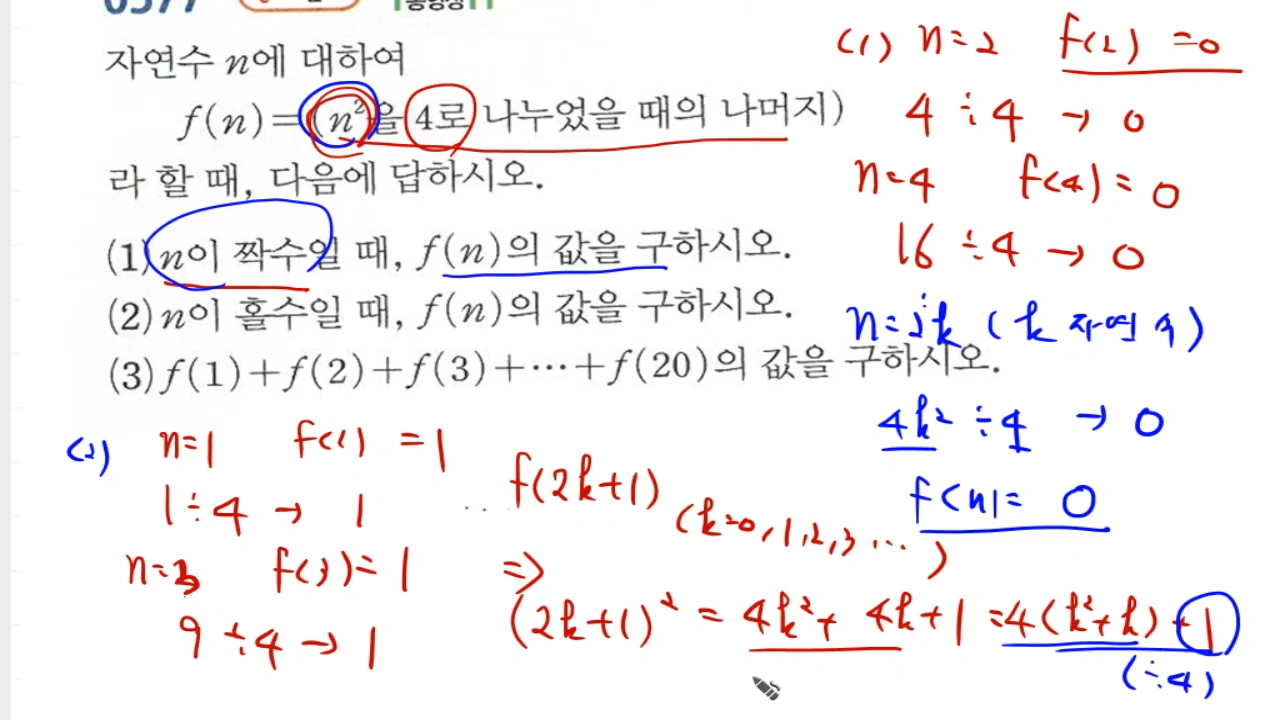 자연수 n에 대하여
f(n)=(n²을 4로 나누었을 때의 나머지)
라 할 때, 다음에 답하시오.
(1) n이 짝수일 때, f(n)의 값을 구하시오.
(2) n이 홀수일 때, f(n)의 값을 구하시오.
(3) f(1)+f(2)+f(3)+⋯+f(20)의 값을 구하시오.
(1) n=2 f(2) =0
4 ÷ 4 → 0
n=4 f(4) = 0
16 ÷ 4 → 0
n=2k (k 자연수)
4k² ÷ 4 → 0
f(n)= 0
(2) n=1 f(1) = 1
1 ÷ 4 → 1
n=3 f(3) = 1
9 ÷ 4 → 1
f(2k+1)
(k=0, 1, 2, 3 ...)
⇒
(2k+1)² = 4k²+ 4k+1 =4(k²+k)+1
(÷4)